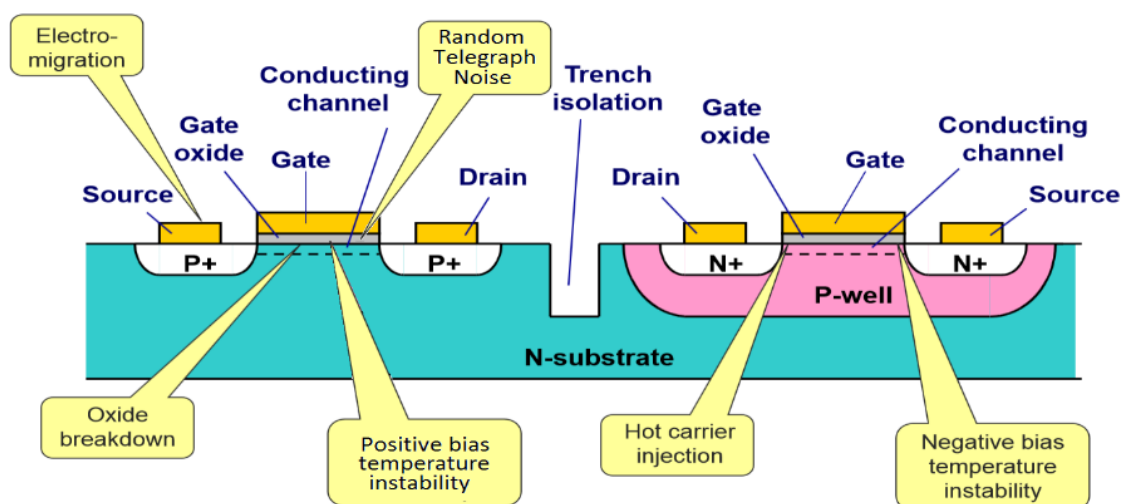 Electro-
migration
Random
Telegraph
Noise
Conducting
channel
Trench
isolation
Gate
oxide
Gate
Source
Drain
Gate
oxide
Conducting
channel
Gate
Drain
Source
P+
P+
N+
N+
P-well
N-substrate
Oxide
breakdown
Positive bias
temperature
instability
Hot carrier
injection
Negative bias
temperature
instability